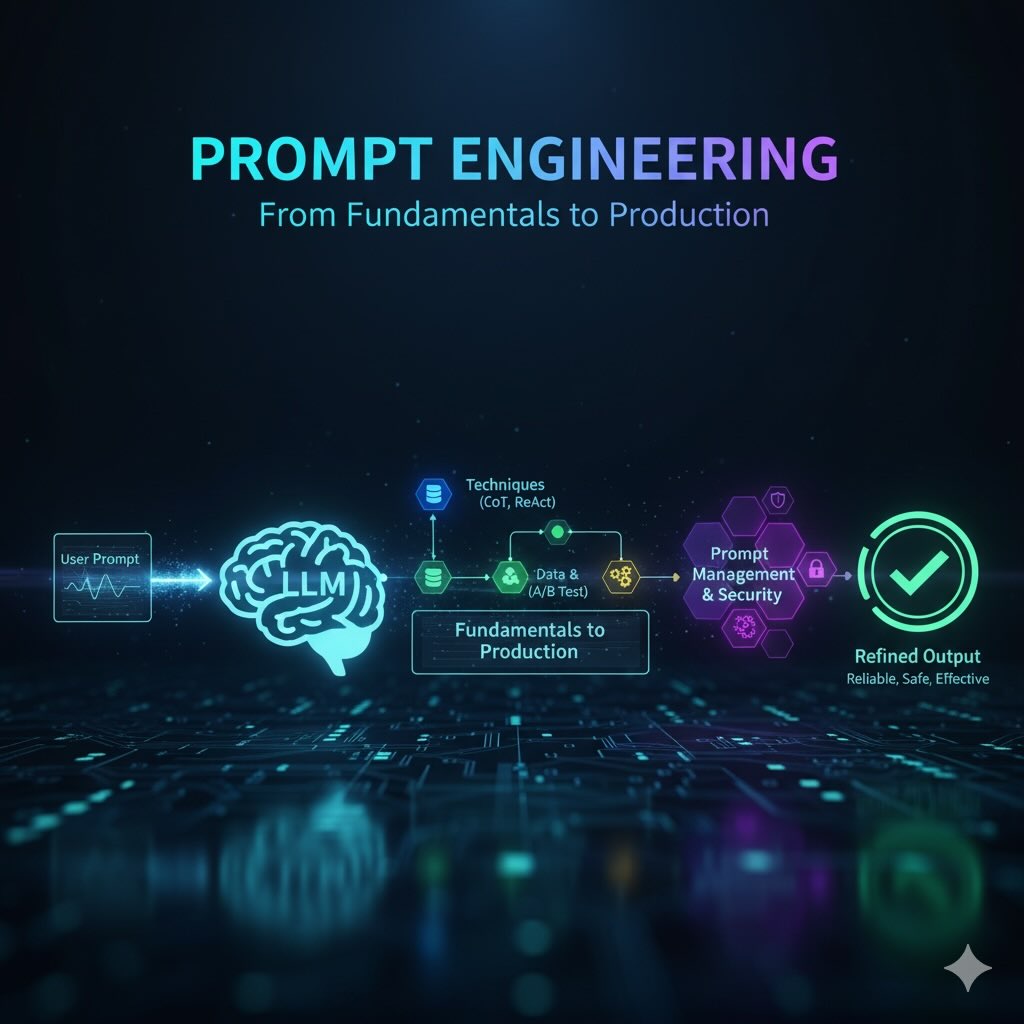 PROMPT ENGINEERING
From Fundamentals to Production
User Prompt
LLM
Techniques
(CoT, ReAct)
Data &
(A/B Test)
Fundamentals to
Production
Prompt
Management
& Security
Refined Output
Reliable, Safe, Effective